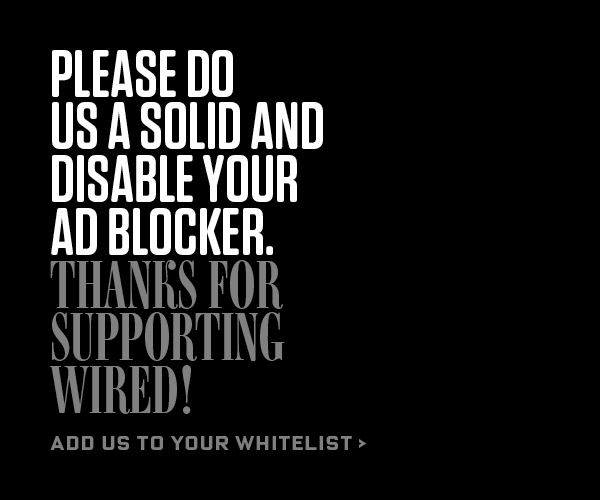 PLEASE DO
US A SOLID AND
DISABLE YOUR
AD BLOCKER.
THANKS FOR
SUPPORTING
WIRED!
ADD US TO YOUR WHITELIST >